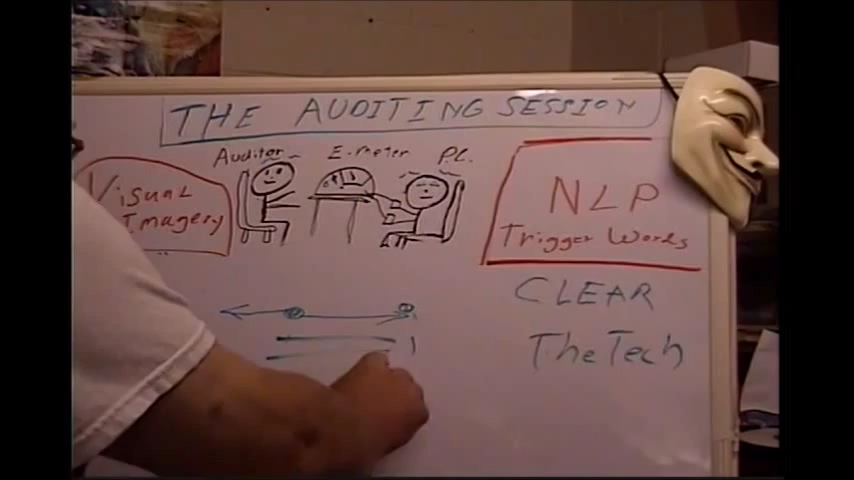 THE AUDITING SESSION
Auditor E-meter P.C.
Visual
Imagery
NLP
Trigger Words
CLEAR
The Tech